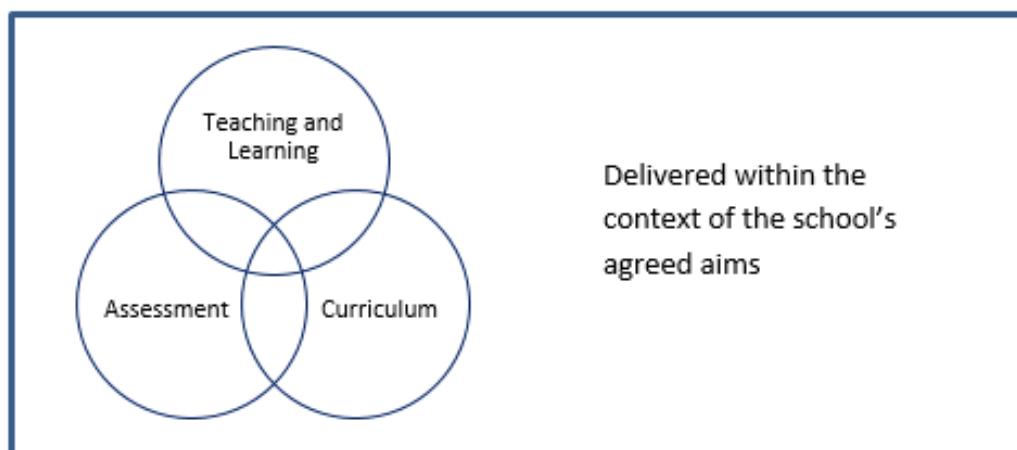 Teaching and
Learning
Assessment
Curriculum
Delivered within the
context of the school’s
agreed aims